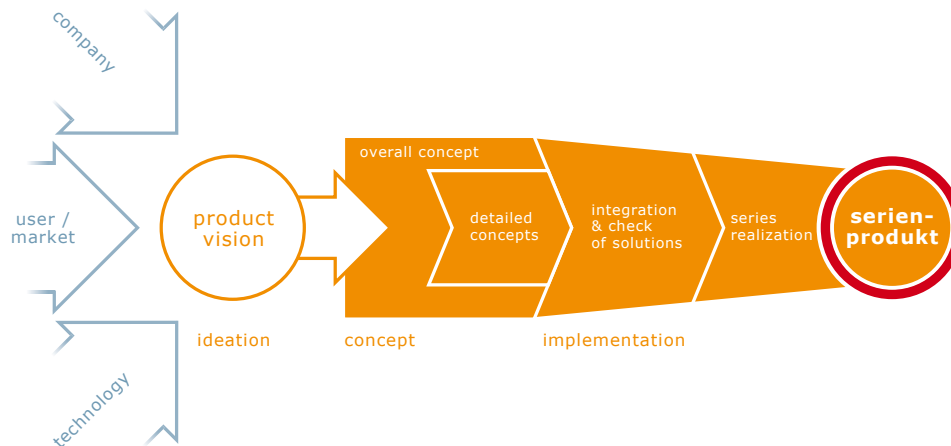 company
user /
market
technology
product
vision
overall concept
detailed
concepts
integration
& check
of solutions
series
realization
serien-
produkt
ideation
concept
implementation